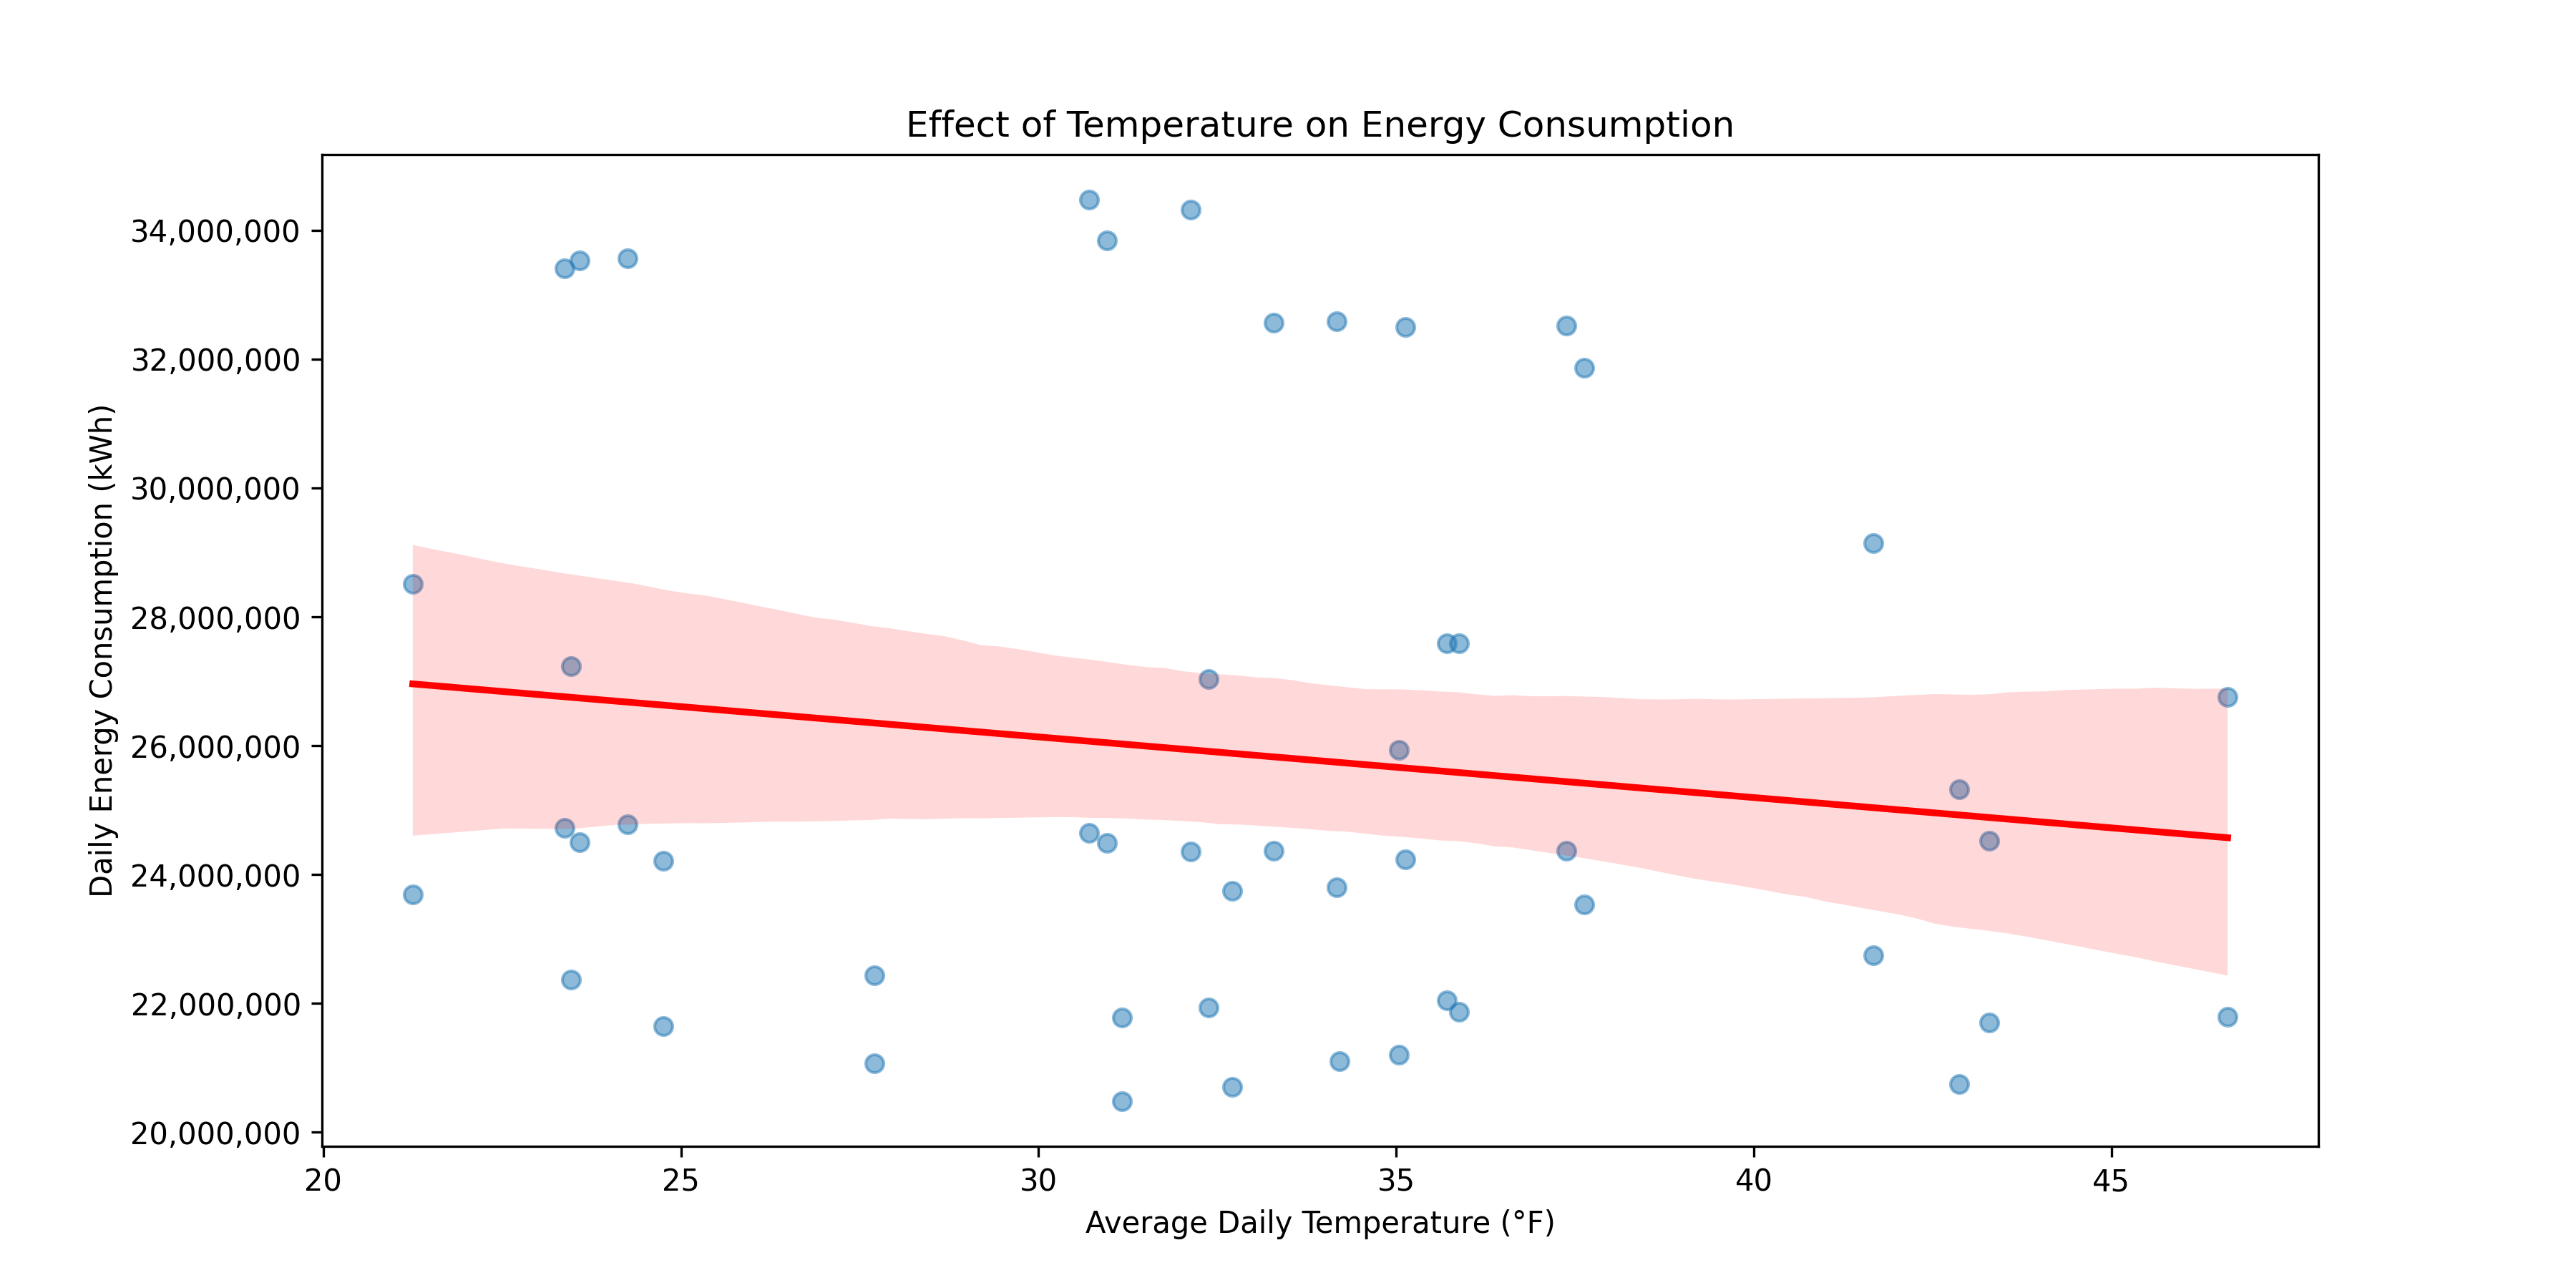 Effect of Temperature on Energy Consumption
Daily Energy Consumption (kWh)
34,000,000
32,000,000
30,000,000
28,000,000
26,000,000
24,000,000
22,000,000
20,000,000
20 25 30 35 40 45
Average Daily Temperature (°F)